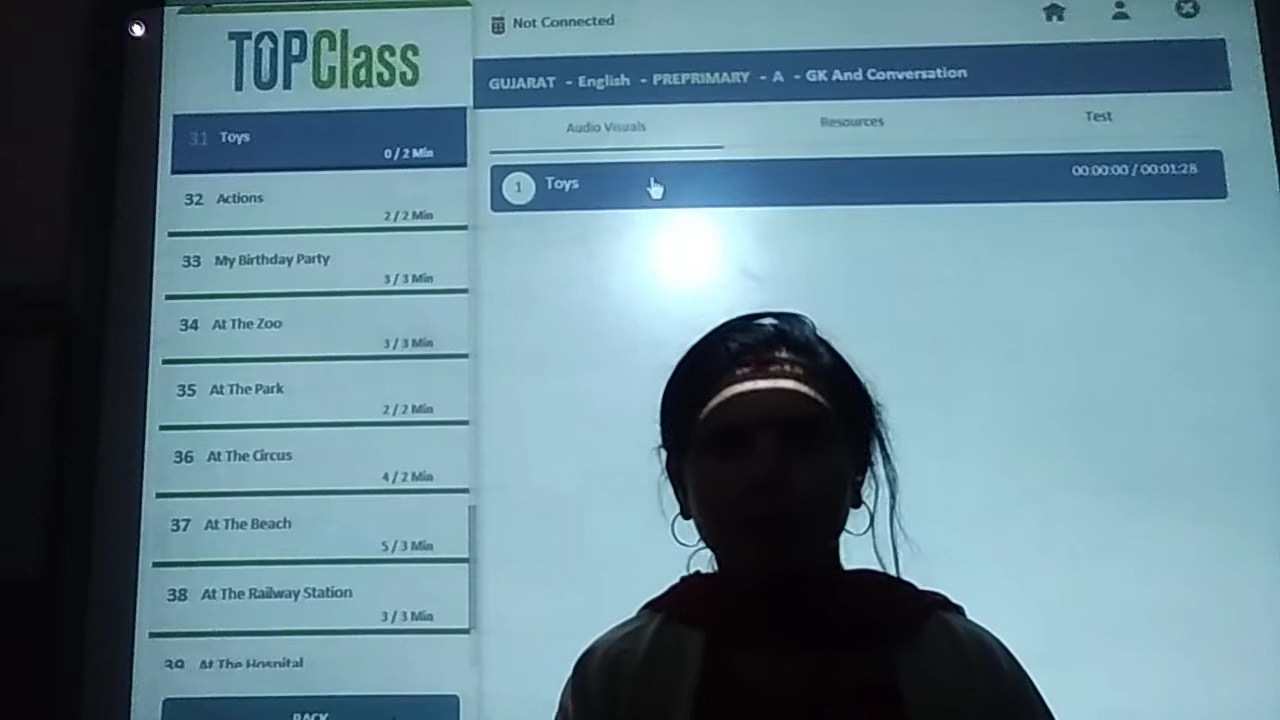 TOPClass
Not Connected
GUJARAT - English - PREPRIMARY - A - GK And Conversation
Audio Visuals
Resources
Test
1 Toys 00:00:00 / 00:01:28
31 Toys
0 / 2 Min
32 Actions
2 / 2 Min
33 My Birthday Party
3 / 3 Min
34 At The Zoo
3 / 3 Min
35 At The Park
2 / 2 Min
36 At The Circus
4 / 2 Min
37 At The Beach
5 / 3 Min
38 At The Railway Station
3 / 3 Min
39 At The Hospital
BACK